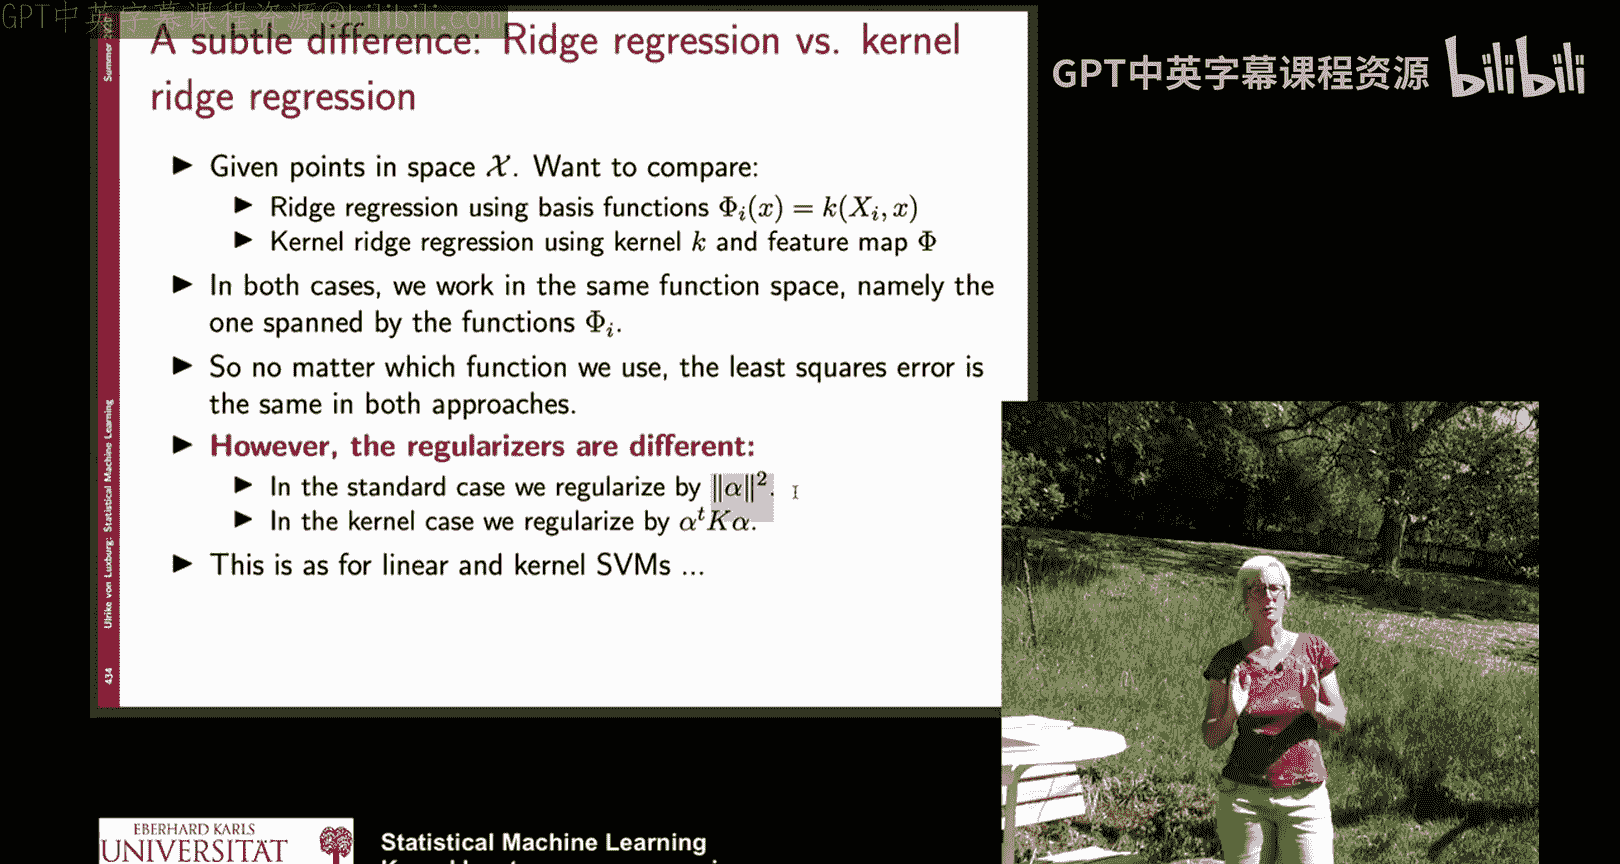 GPT中英字幕课程资源@bilibili.com
GPT中英字幕课程资源 bilibili
A subtle difference: Ridge regression vs. kernel
ridge regression
► Given points in space 𝒳. Want to compare:
► Ridge regression using basis functions Φᵢ(x) = k(Xᵢ, x)
► Kernel ridge regression using kernel k and feature map Φ
► In both cases, we work in the same function space, namely the
one spanned by the functions Φᵢ.
► So no matter which function we use, the least squares error is
the same in both approaches.
► However, the regularizers are different:
► In the standard case we regularize by ‖α‖².
► In the kernel case we regularize by αᵗKα.
► This is as for linear and kernel SVMs ...
Summer
Ulrike von Luxburg: Statistical Machine Learning
434
EBERHARD KARLS
UNIVERSITÄT
Statistical Machine Learning